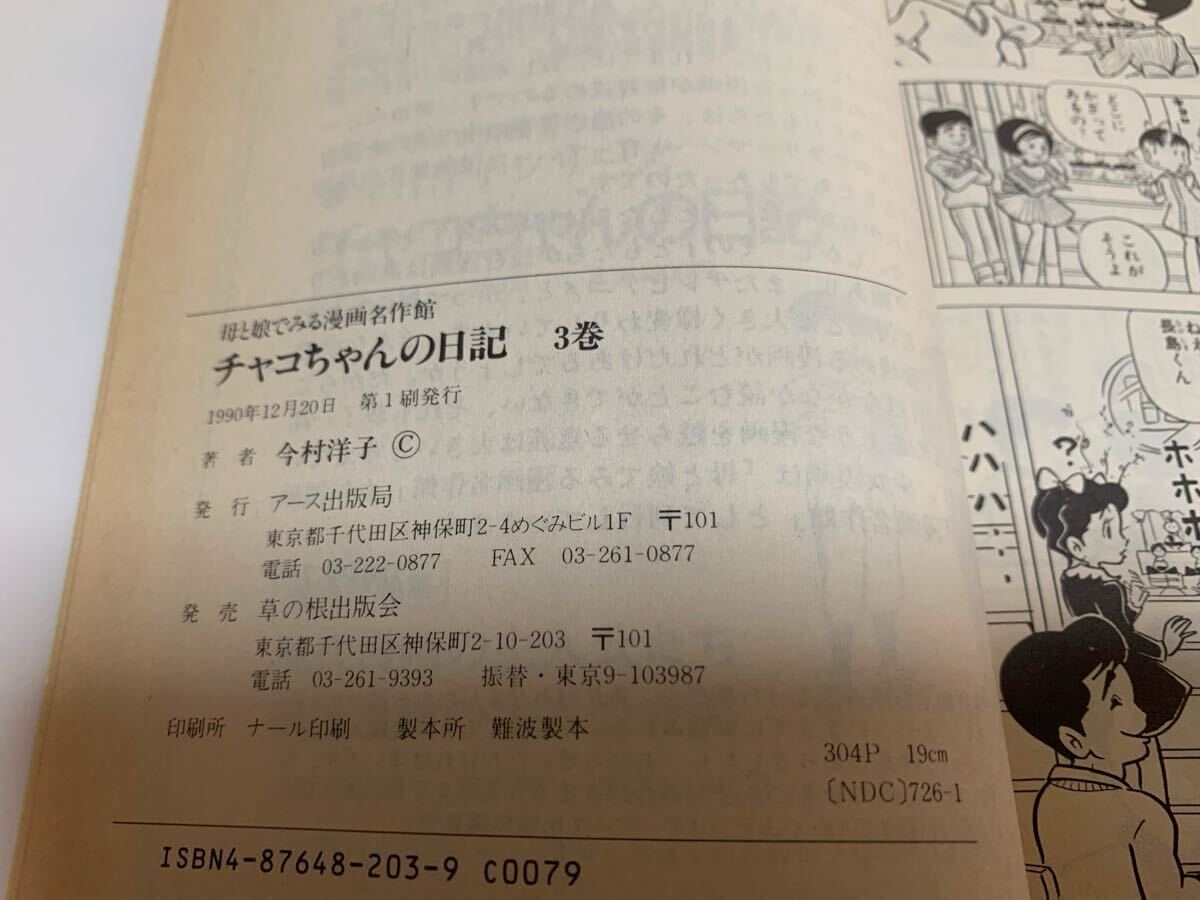 母と娘でみる漫画名作館
チャコちゃんの日記 3巻
1990年12月20日 第1刷発行
著者 今村洋子 ©
発行 アース出版局
東京都千代田区神保町2-4めぐみビル1F 〒101
電話 03-222-0877 FAX 03-261-0877
発売 草の根出版会
東京都千代田区神保町2-10-203 〒101
電話 03-261-9393 振替・東京9-103987
印刷所 ナール印刷 製本所 難波製本
304P 19cm
〔NDC〕726-1
ISBN4-87648-203-9 C0079
どこに
かざって
あるの?
これが
そうよ
長島くん
ハハハ
?
ホホホ